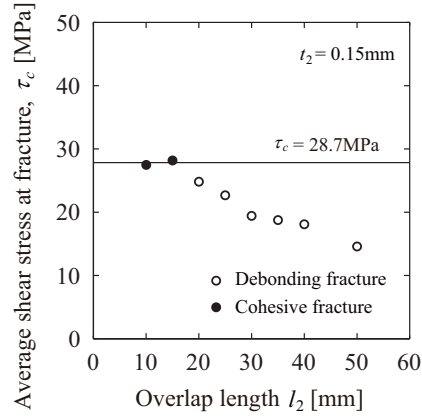 Average shear stress at fracture, τc [MPa]
50
40
30
20
10
0
t2 = 0.15mm
τc = 28.7MPa
Debonding fracture
Cohesive fracture
0 10 20 30 40 50 60
Overlap length l2 [mm]